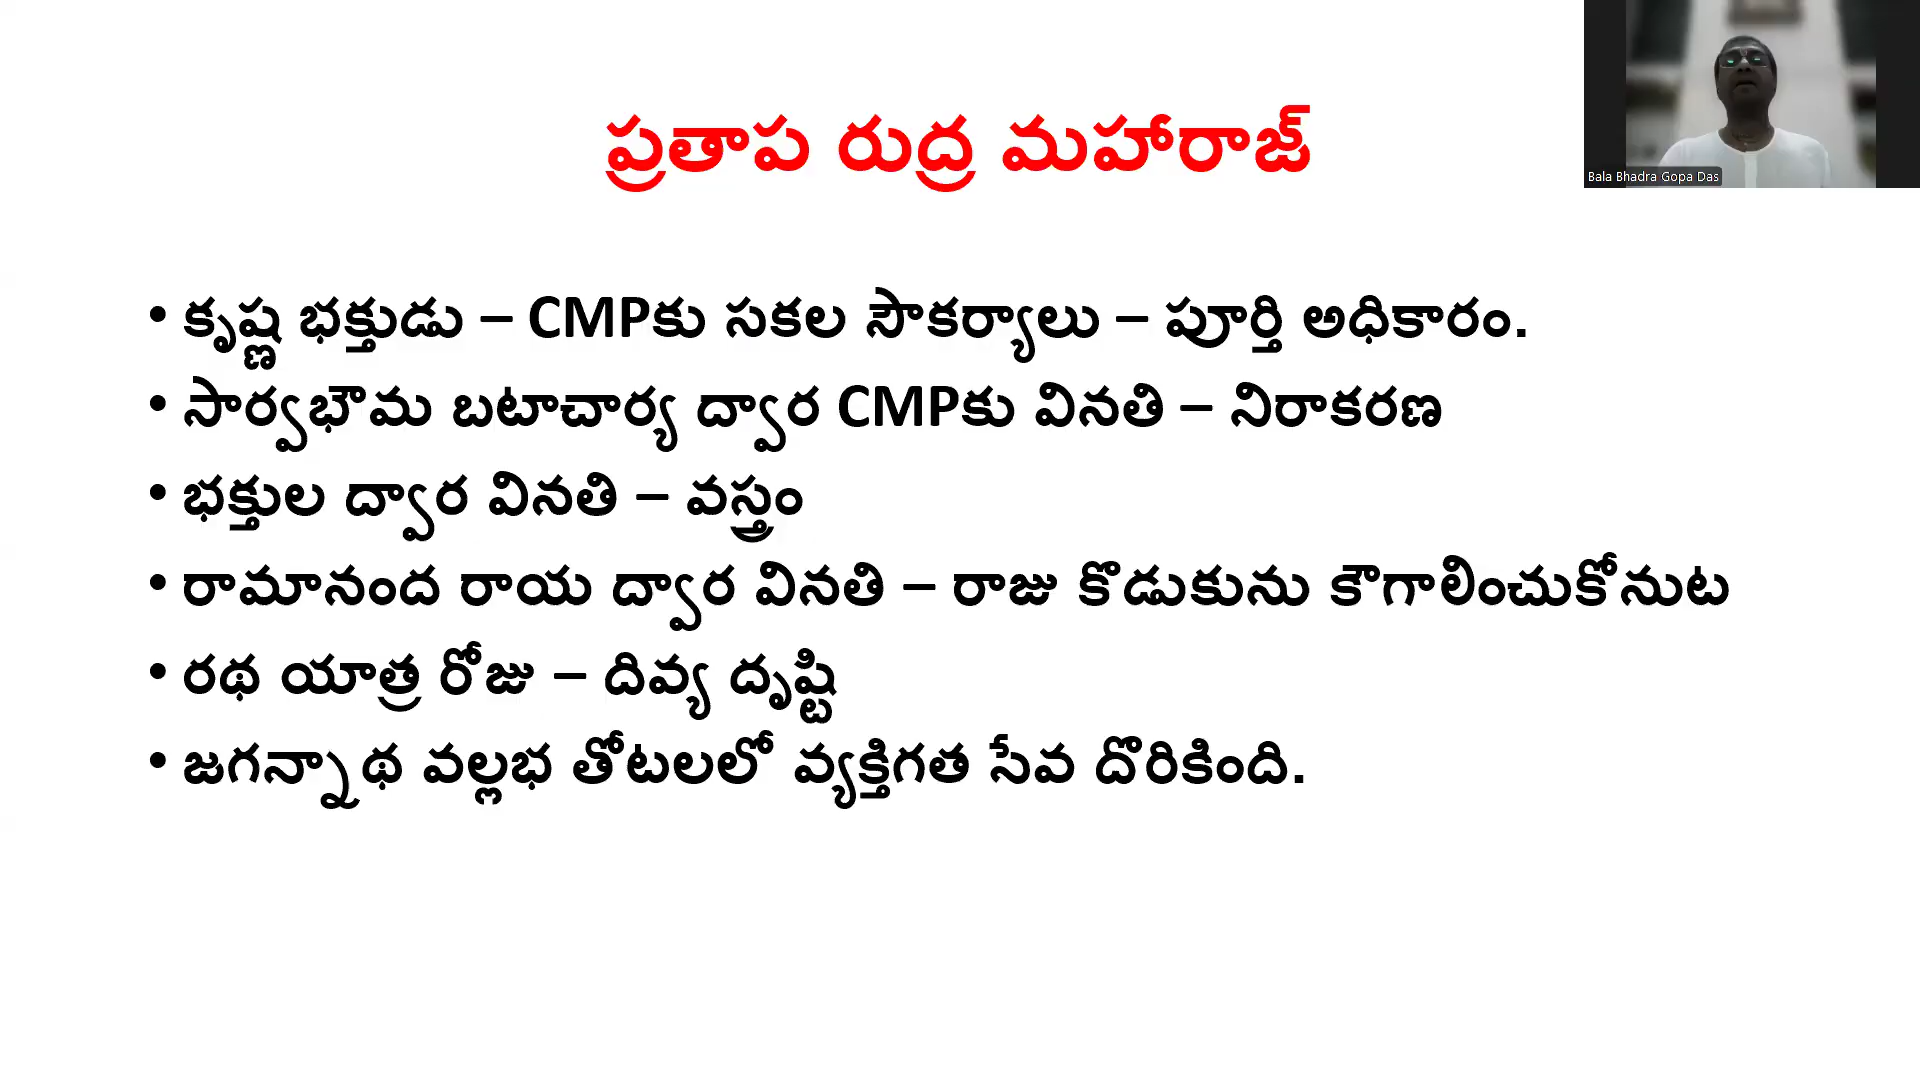 ప్రతాప రుద్ర మహారాజ్
Bala Bhadra Gopa Das
• కృష్ణ భక్తుడు – CMPకు సకల సౌకర్యాలు – పూర్తి అధికారం.
• సార్వభౌమ బటాచార్య ద్వార CMPకు వినతి – నిరాకరణ
• భక్తుల ద్వార వినతి – వస్త్రం
• రామానంద రాయ ద్వార వినతి – రాజు కొడుకును కౌగాలించుకోనుట
• రథ యాత్ర రోజు – దివ్య దృష్టి
• జగన్నాథ వల్లభ తోటలలో వ్యక్తిగత సేవ దొరికింది.